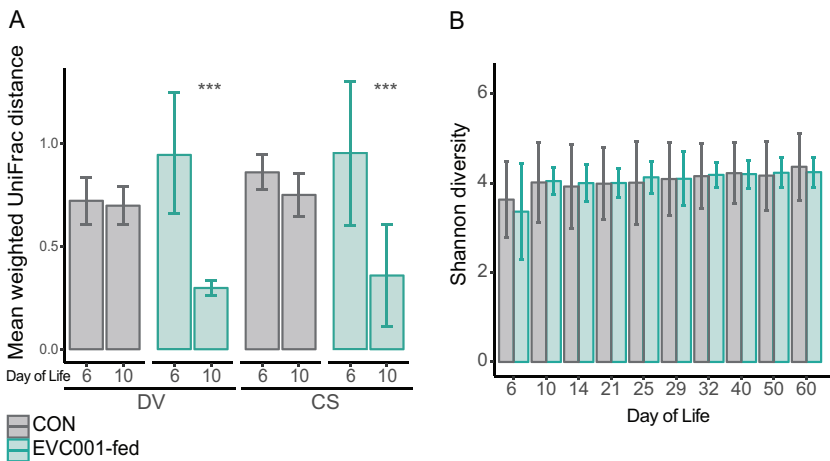 A
Mean weighted UniFrac distance
1.0
0.5
0.0
***
***
Day of Life 6 10 6 10 6 10 6 10
DV CS
CON
EVC001-fed
B
Shannon diversity
6
4
2
0
6 10 14 21 25 29 32 40 50 60
Day of Life